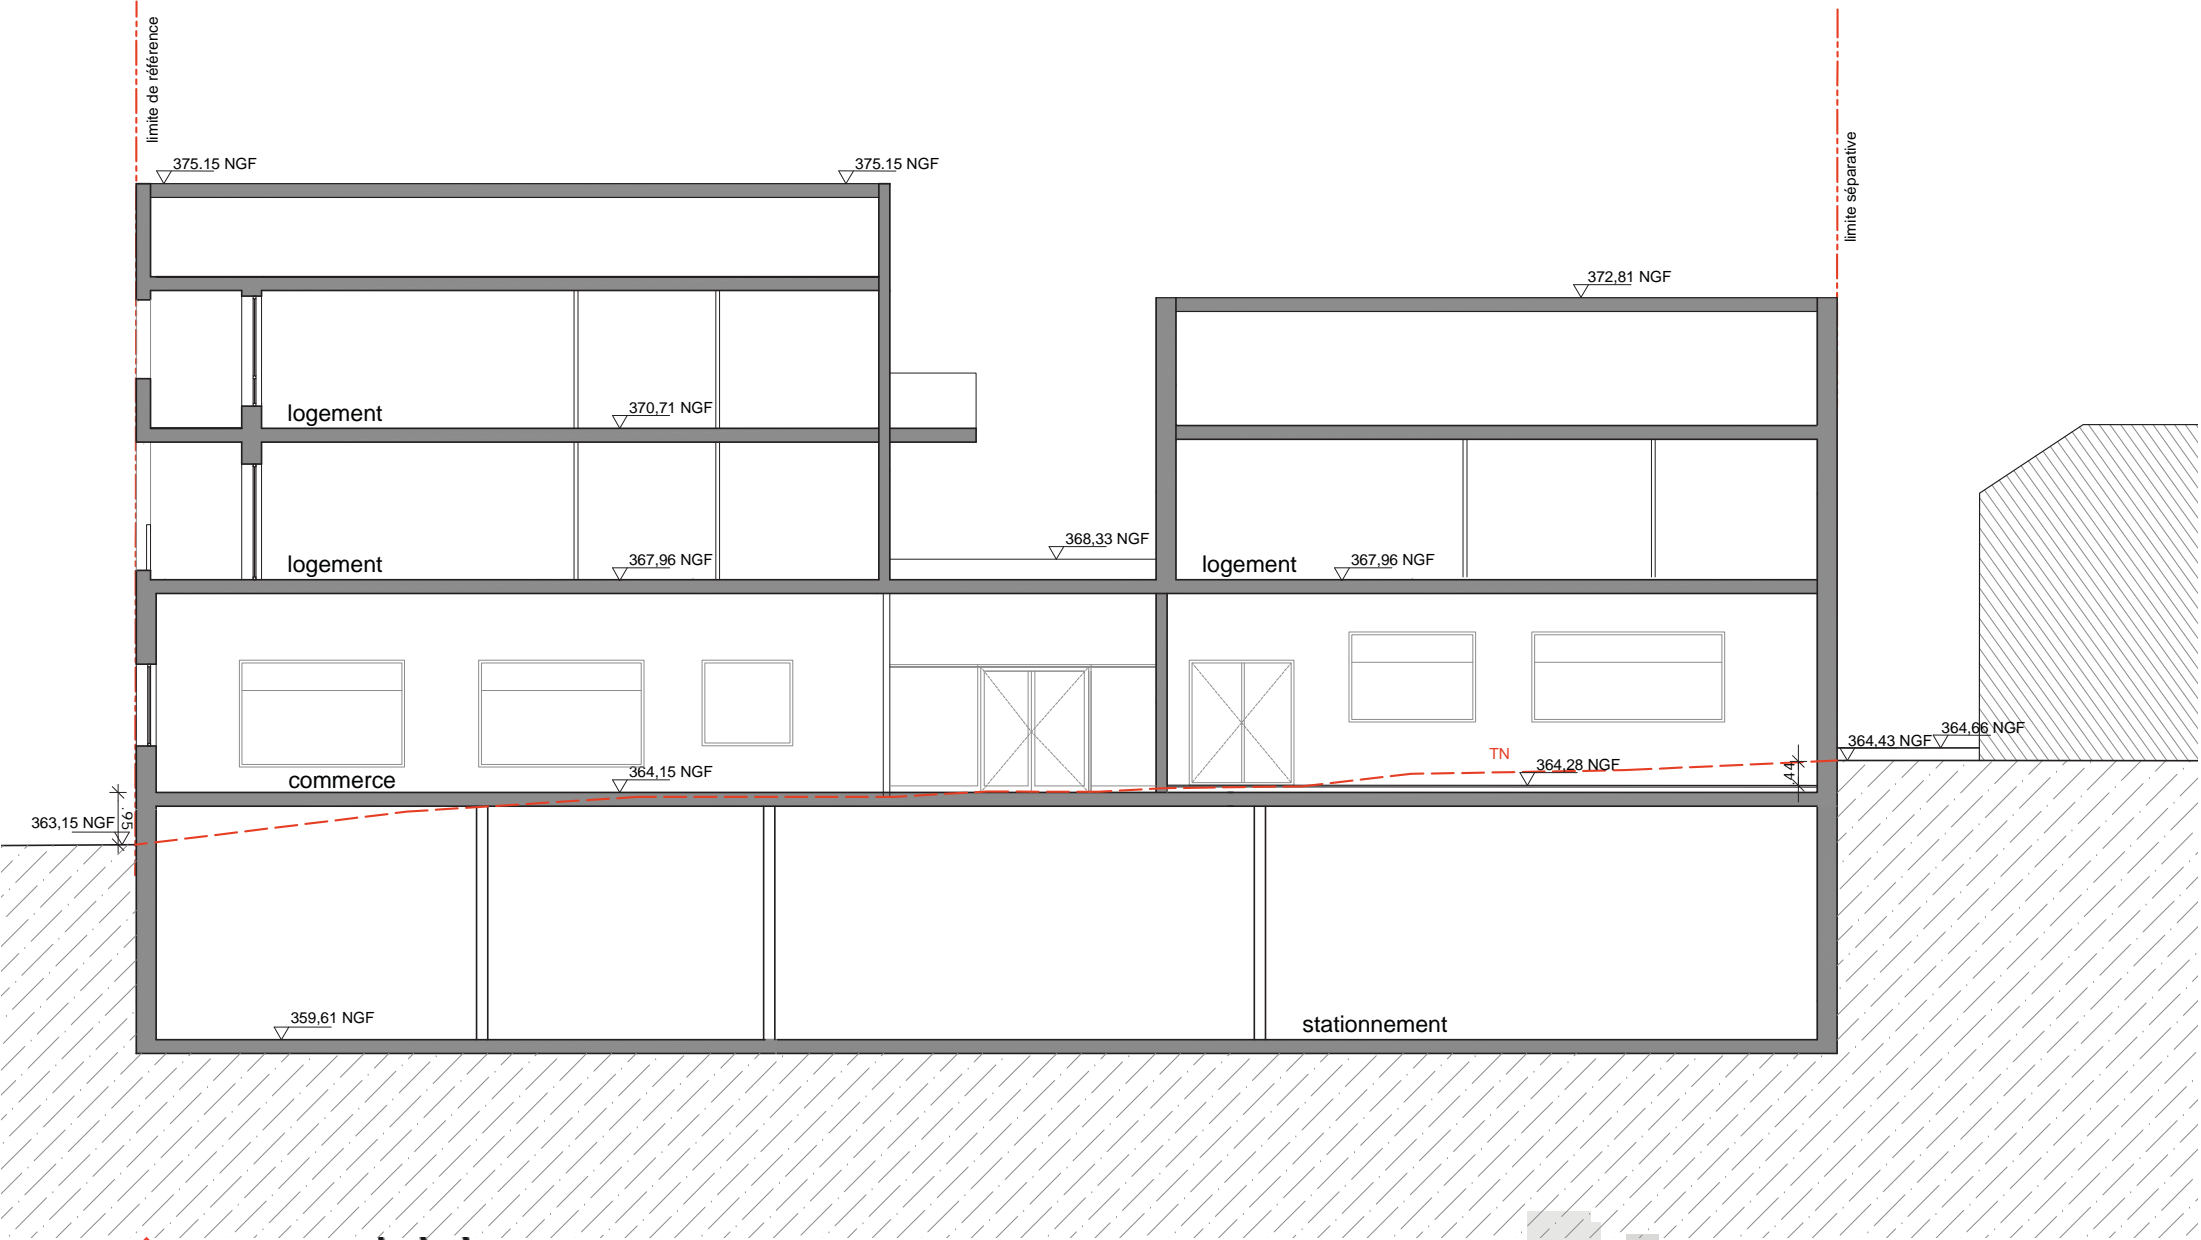 limite de référence
limite séparative
375.15 NGF
375.15 NGF
372,81 NGF
logement
370,71 NGF
368,33 NGF
logement
367,96 NGF
logement
367,96 NGF
364,66 NGF
364,43 NGF
TN
364,28 NGF
44
commerce
364,15 NGF
95
363,15 NGF
359,61 NGF
stationnement